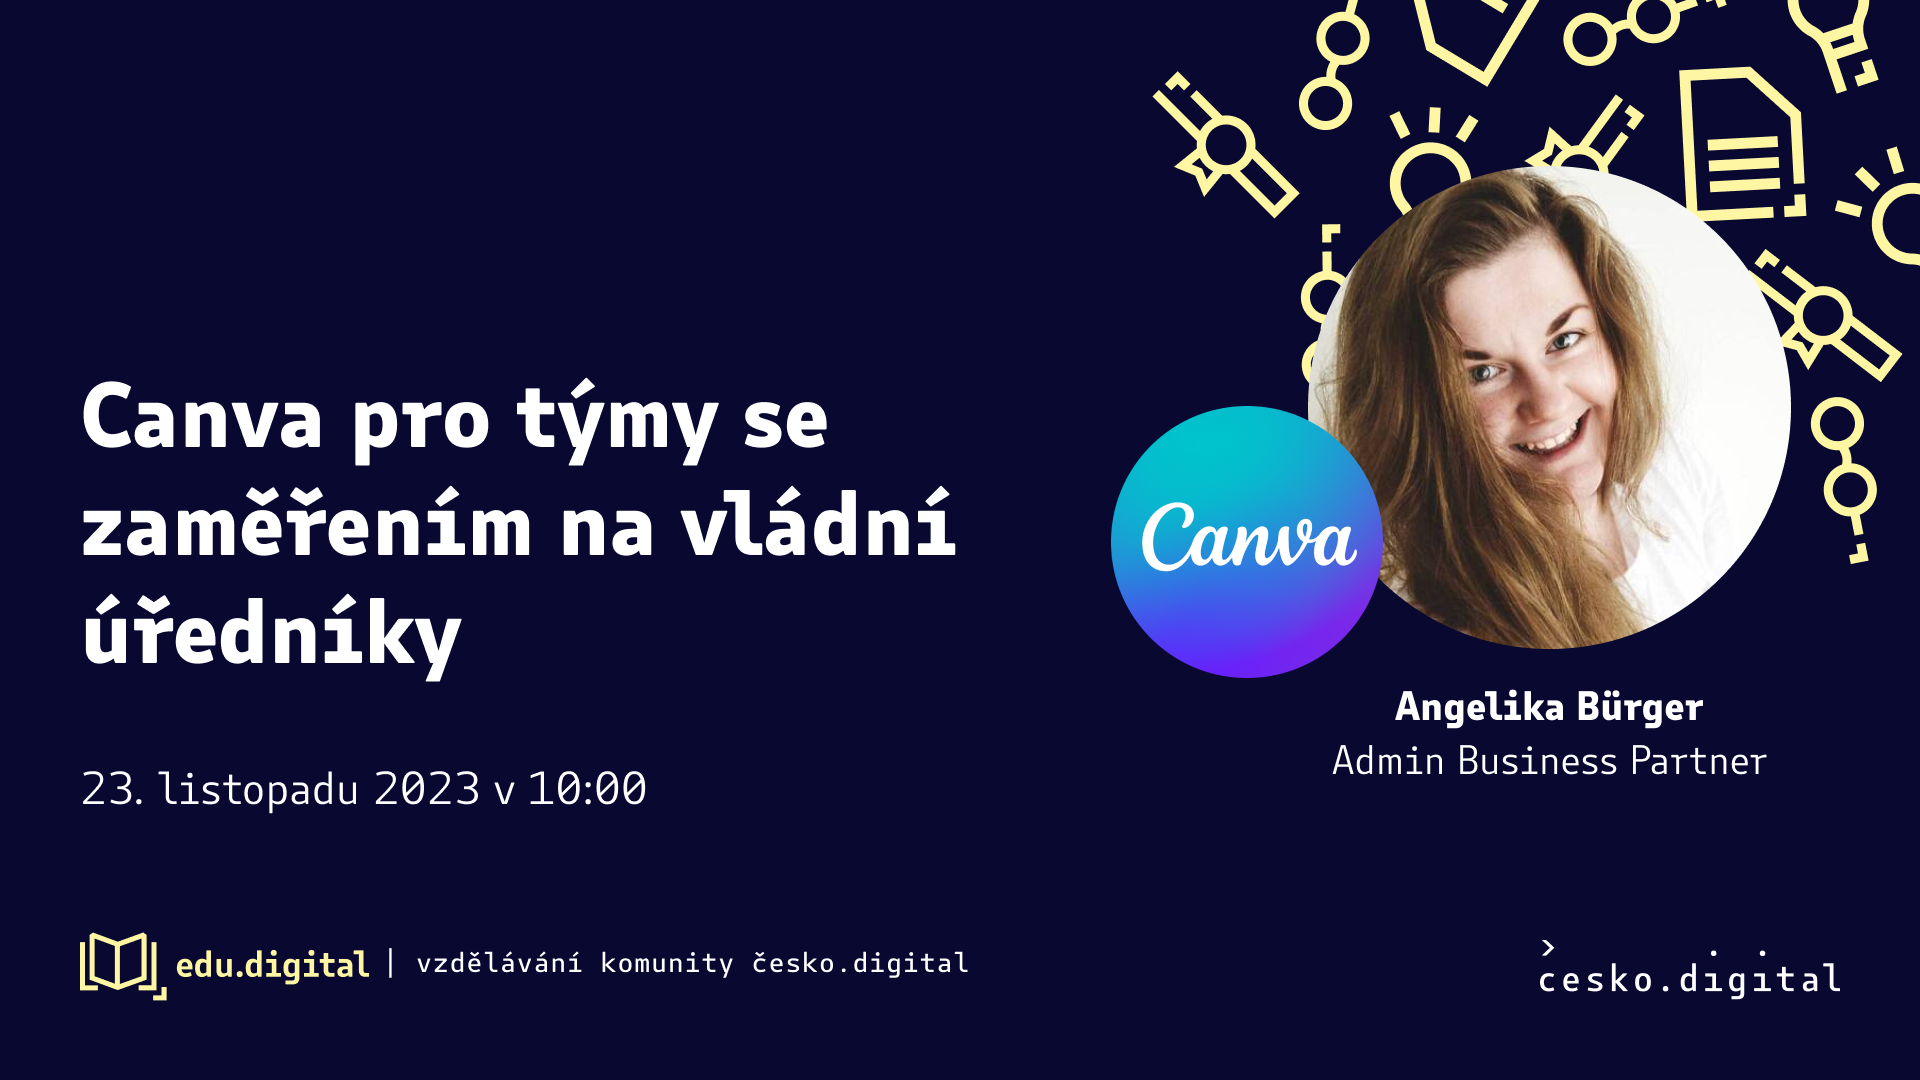 Canva pro týmy se
zaměřením na vládní
úředníky
23. listopadu 2023 v 10:00
Canva
Angelika Bürger
Admin Business Partner
edu.digital | vzdělávání komunity česko.digital
česko.digital